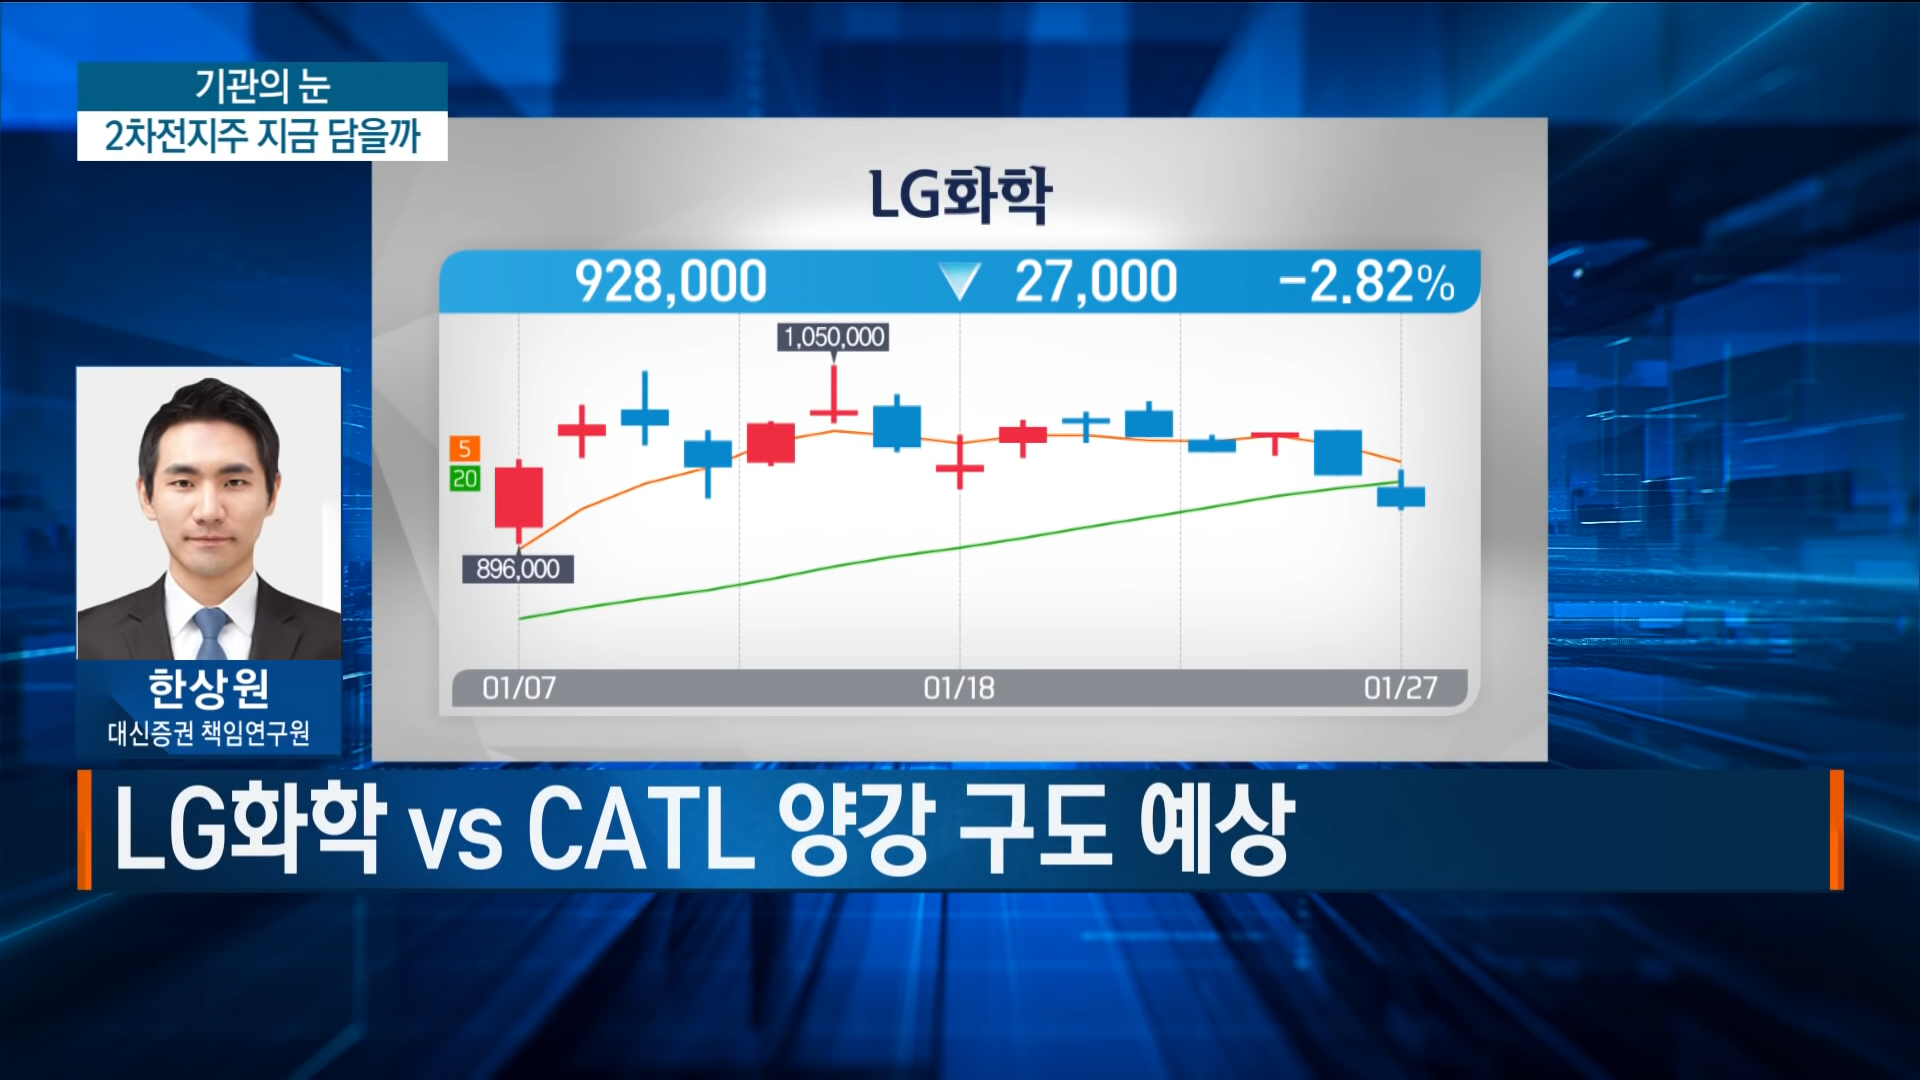 기관의 눈
2차전지주 지금 담을까
LG화학
928,000 ▼ 27,000 -2.82%
1,050,000
5
20
896,000
01/07 01/18 01/27
한상원
대신증권 책임연구원
LG화학 vs CATL 양강 구도 예상